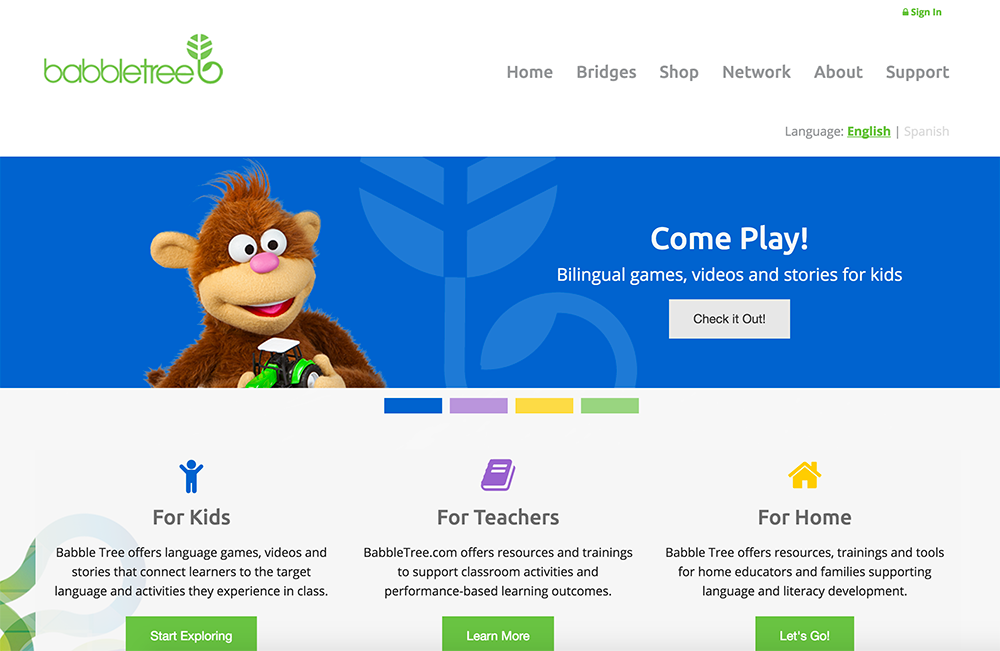 Sign In
babbletree
Home Bridges Shop Network About Support
Language: English | Spanish
Come Play!
Bilingual games, videos and stories for kids
Check it Out!
For Kids
Babble Tree offers language games, videos and
stories that connect learners to the target
language and activities they experience in class.
Start Exploring
For Teachers
BabbleTree.com offers resources and trainings
to support classroom activities and
performance-based learning outcomes.
Learn More
For Home
Babble Tree offers resources, trainings and tools
for home educators and families supporting
language and literacy development.
Let's Go!